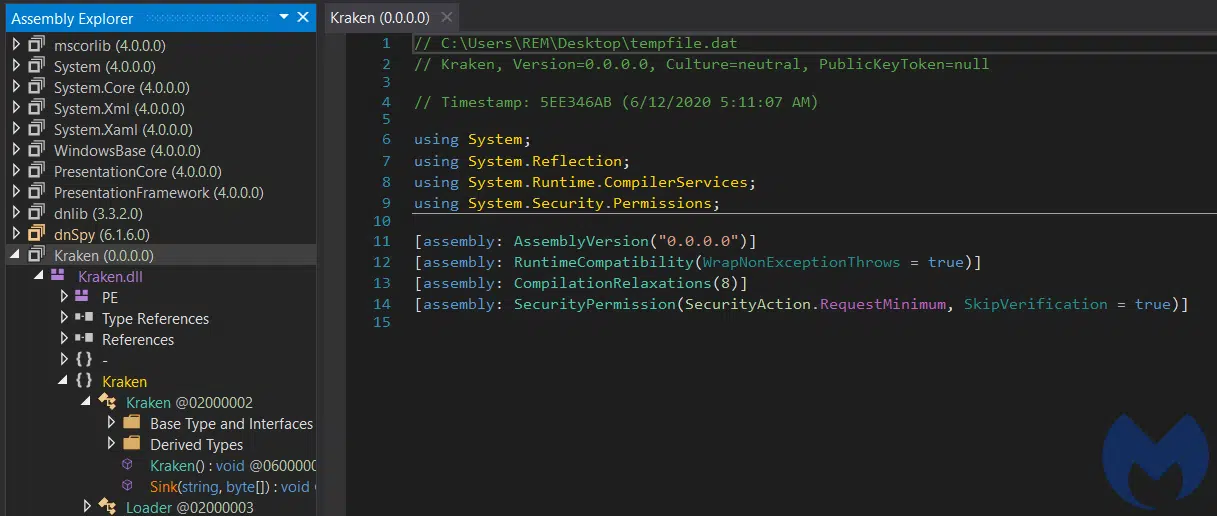 Assembly Explorer
mscorlib (4.0.0.0)
System (4.0.0.0)
System.Core (4.0.0.0)
System.Xml (4.0.0.0)
System.Xaml (4.0.0.0)
WindowsBase (4.0.0.0)
PresentationCore (4.0.0.0)
PresentationFramework (4.0.0.0)
dnlib (3.3.2.0)
dnSpy (6.1.6.0)
Kraken (0.0.0.0)
Kraken.dll
PE
Type References
References
{ } -
{ } Kraken
Kraken @02000002
Base Type and Interfaces
Derived Types
Kraken() : void @0600000
Sink(string, byte[]) : void
Loader @02000003
Kraken (0.0.0.0)
1 // C:\Users\REM\Desktop\tempfile.dat
2 // Kraken, Version=0.0.0.0, Culture=neutral, PublicKeyToken=null
3
4 // Timestamp: 5EE346AB (6/12/2020 5:11:07 AM)
5
6 using System;
7 using System.Reflection;
8 using System.Runtime.CompilerServices;
9 using System.Security.Permissions;
10
11 [assembly: AssemblyVersion("0.0.0.0")]
12 [assembly: RuntimeCompatibility(WrapNonExceptionThrows = true)]
13 [assembly: CompilationRelaxations(8)]
14 [assembly: SecurityPermission(SecurityAction.RequestMinimum, SkipVerification = true)]
15